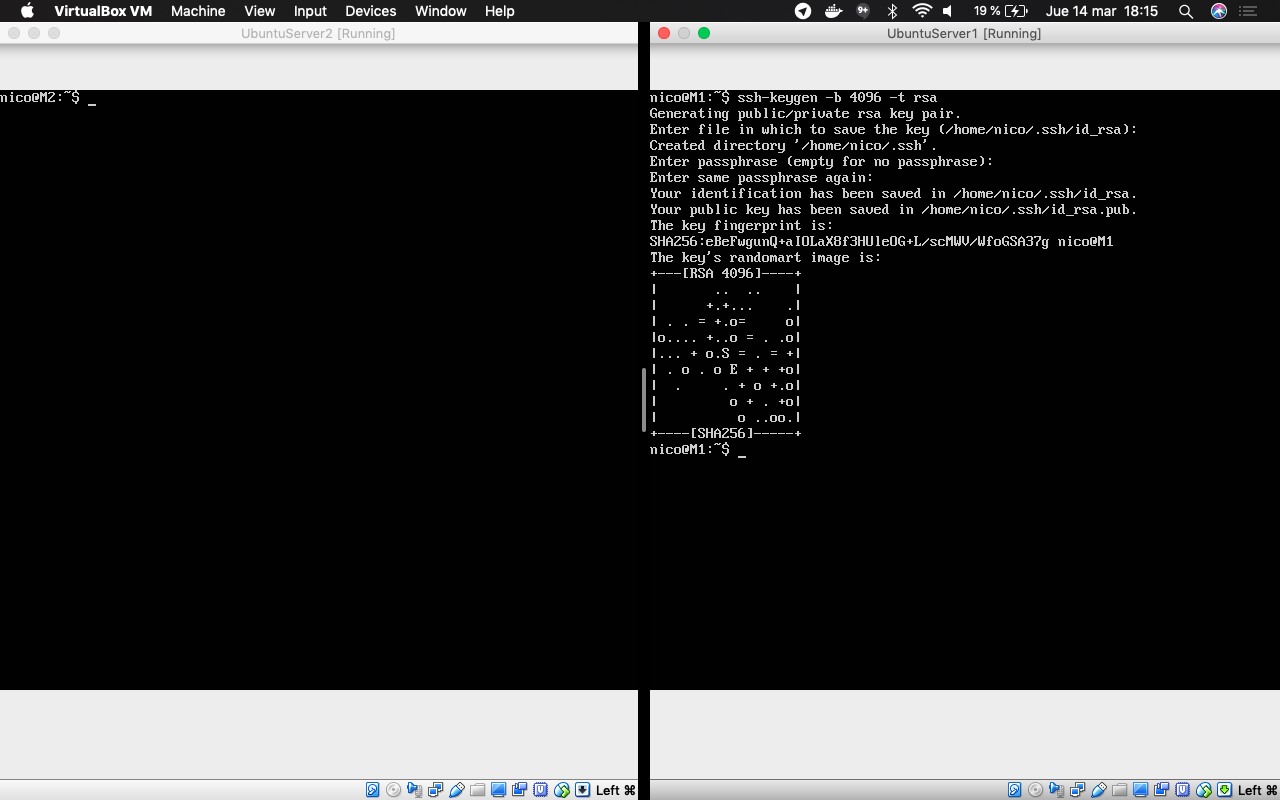 VirtualBox VM Machine View Input Devices Window Help 9+ 19 % Jue 14 mar 18:15
UbuntuServer2 [Running]
nico@M2:~$ _
Left ⌘
UbuntuServer1 [Running]
nico@M1:~$ ssh-keygen -b 4096 -t rsa
Generating public/private rsa key pair.
Enter file in which to save the key (/home/nico/.ssh/id_rsa):
Created directory '/home/nico/.ssh'.
Enter passphrase (empty for no passphrase):
Enter same passphrase again:
Your identification has been saved in /home/nico/.ssh/id_rsa.
Your public key has been saved in /home/nico/.ssh/id_rsa.pub.
The key fingerprint is:
SHA256:eBeFwgunQ+aIOLaX8f3HUleOG+L/scMWV/WfoGSA37g nico@M1
The key's randomart image is:
+---[RSA 4096]----+
|       ..  ..    |
|      +.+...    .|
| . . = +.o=     o|
|o.... +..o = . .o|
|... + o.S = . = +|
| . o . o E + + +o|
|  .     . + o +.o|
|         o + . +o|
|          o ..oo.|
+----[SHA256]-----+
nico@M1:~$ _
Left ⌘